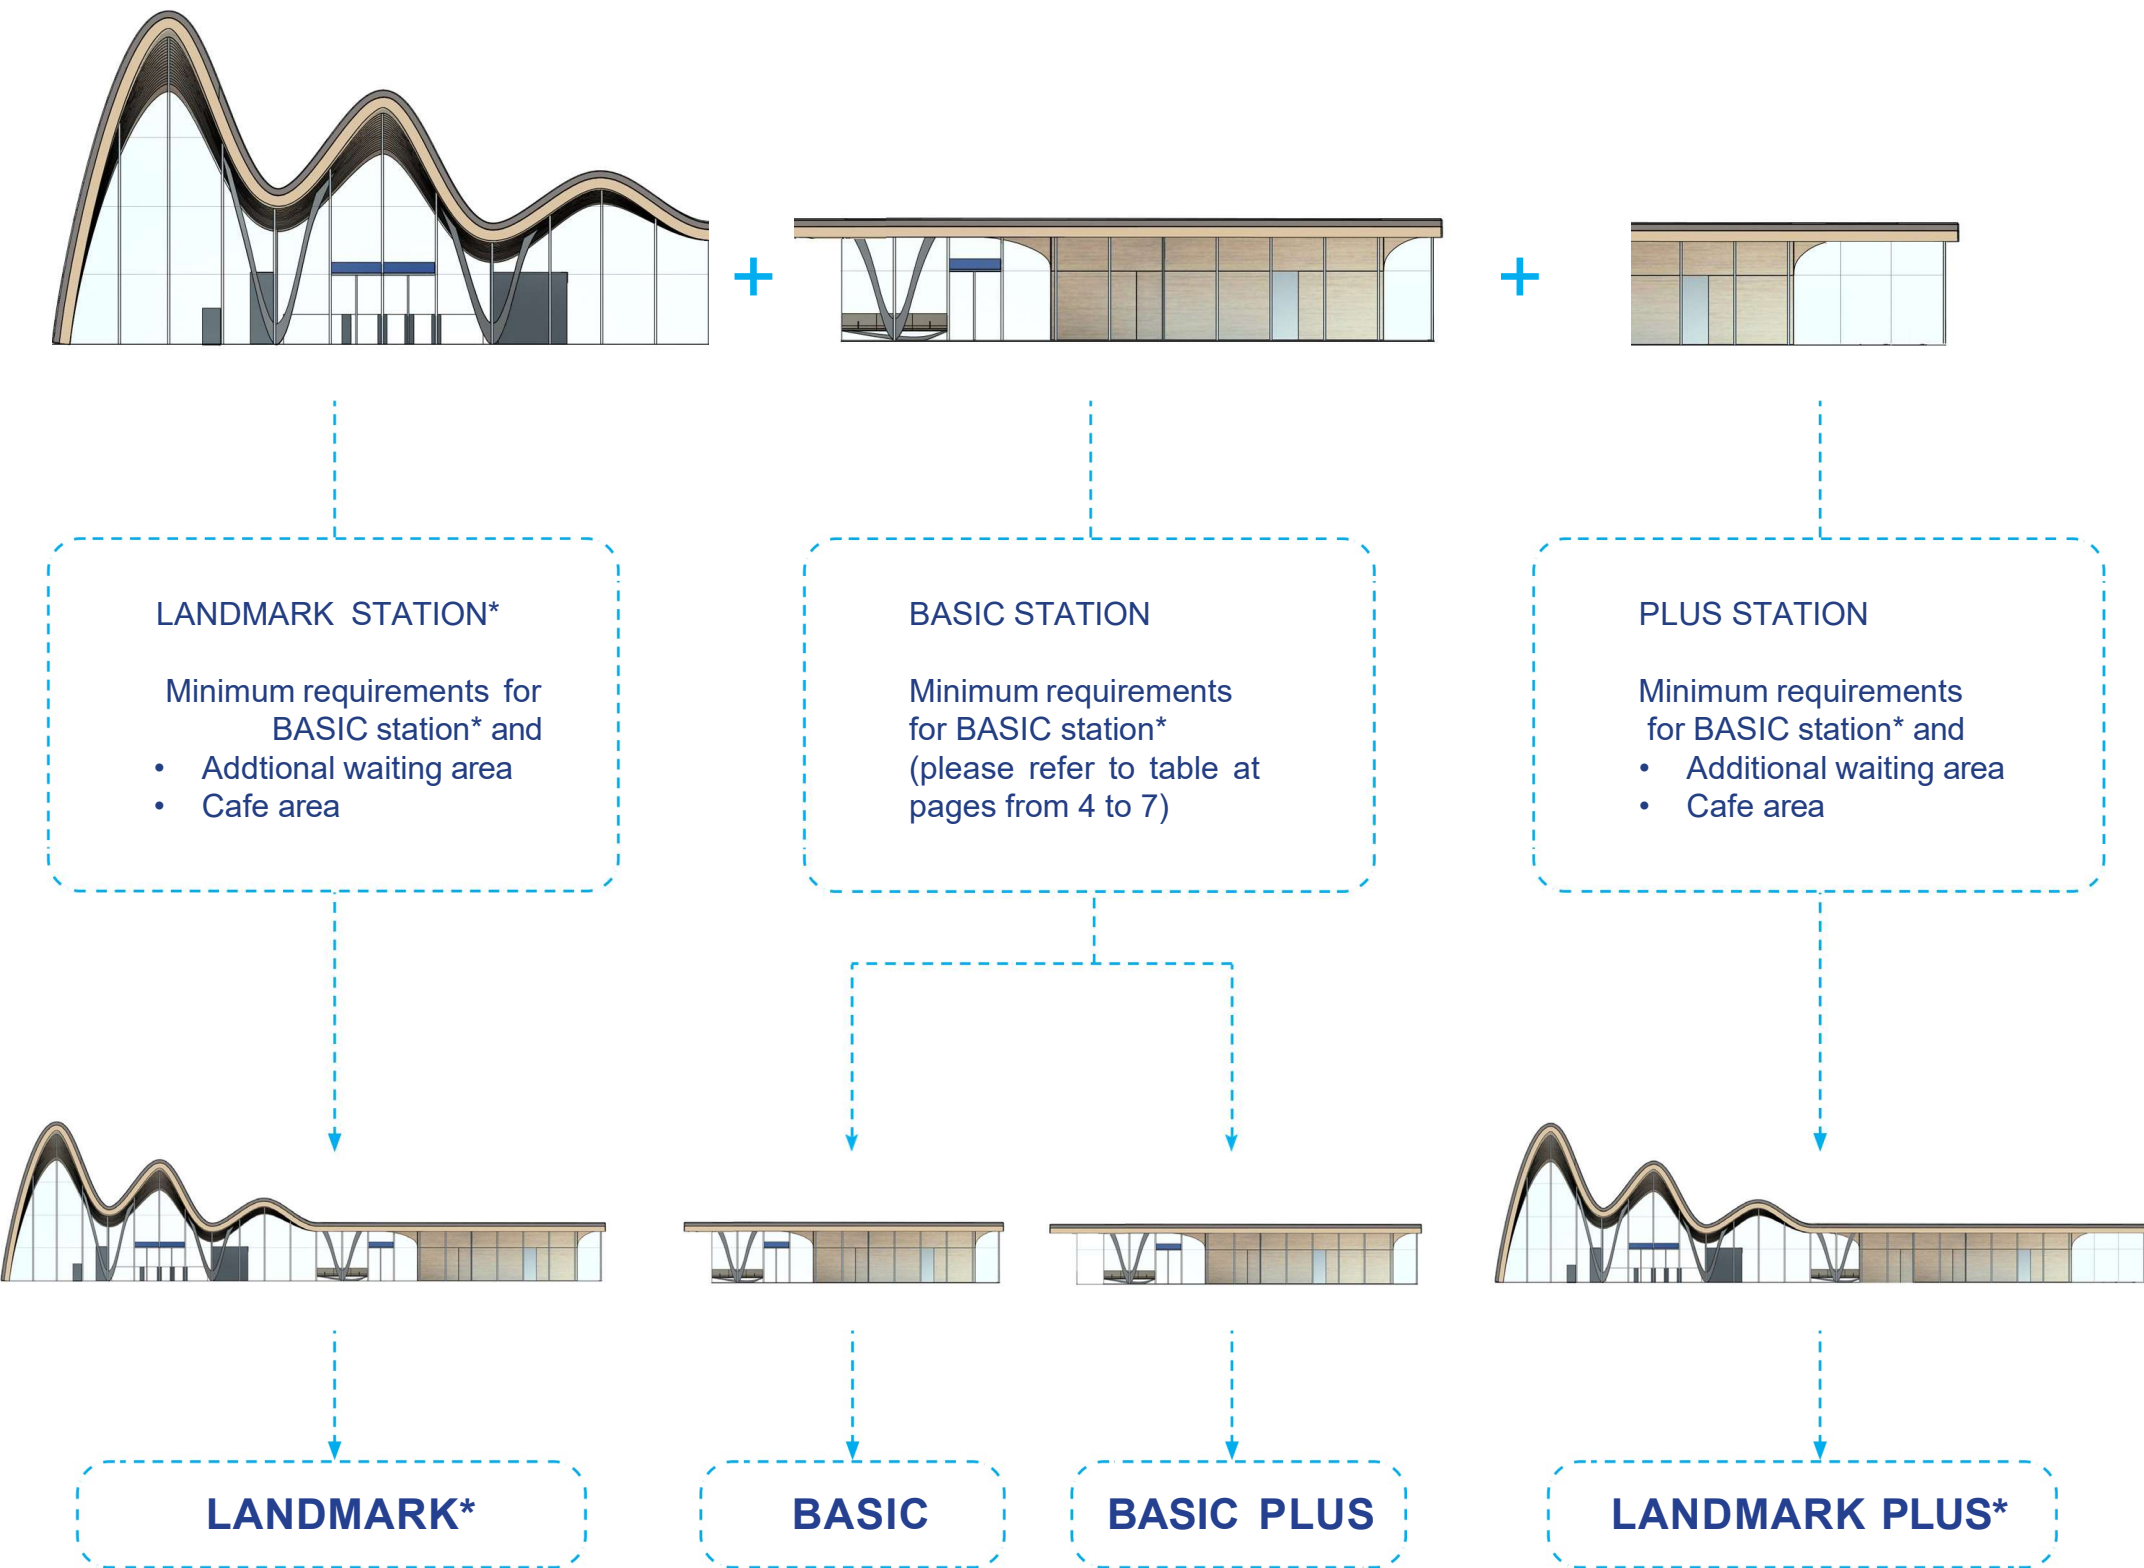 +
+
LANDMARK STATION*
Minimum requirements for
BASIC station* and
• Addtional waiting area
• Cafe area
BASIC STATION
Minimum requirements
for BASIC station*
(please refer to table at
pages from 4 to 7)
PLUS STATION
Minimum requirements
for BASIC station* and
• Additional waiting area
• Cafe area
LANDMARK*
BASIC
BASIC PLUS
LANDMARK PLUS*